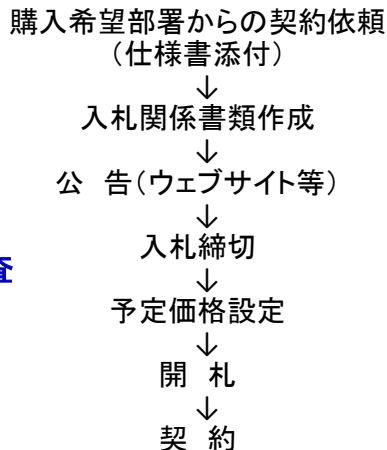 購入希望部署からの契約依頼
(仕様書添付)
↓
入札関係書類作成
↓
公　告(ウェブサイト等)
↓
入札締切
査
↓
予定価格設定
↓
開　札
↓
契　約